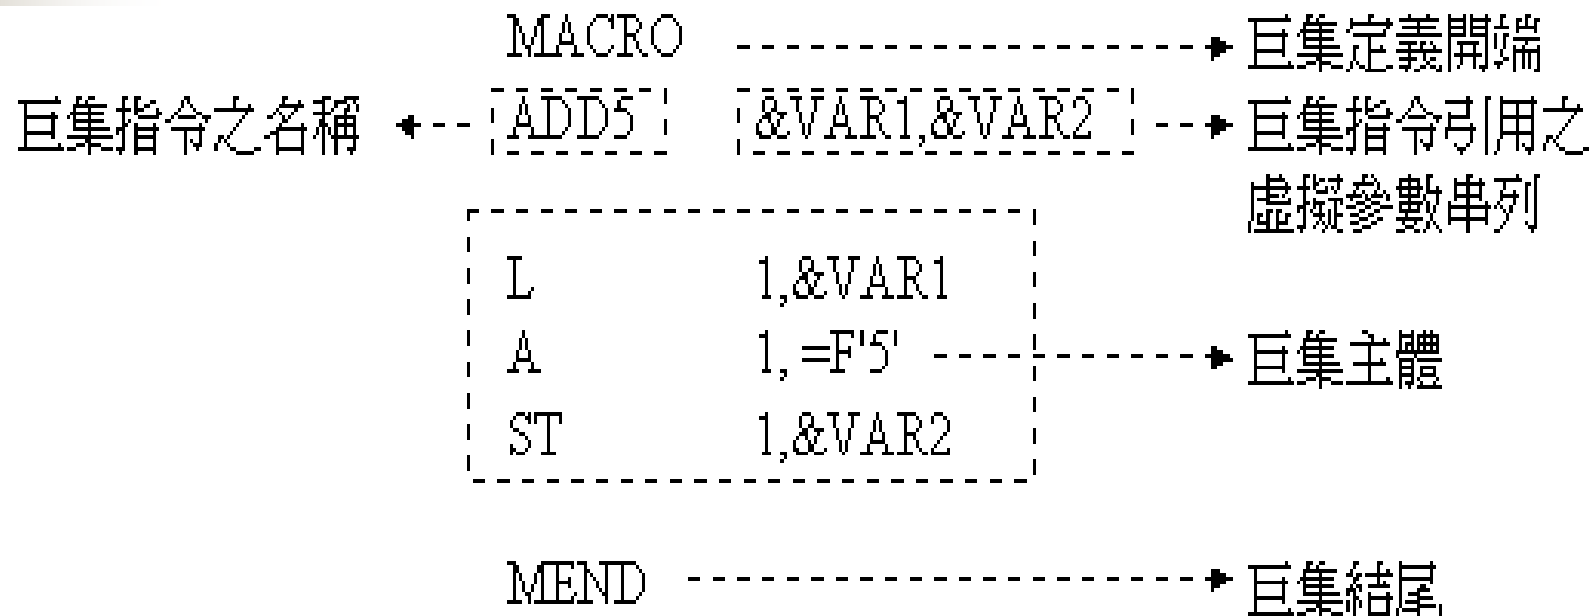 MACRO 巨集定義開端
巨集指令之名稱 ADD5 &VAR1,&VAR2 巨集指令引用之
虛擬參數串列
L 1,&VAR1
A 1, =F'5' 巨集主體
ST 1,&VAR2
MEND 巨集結尾